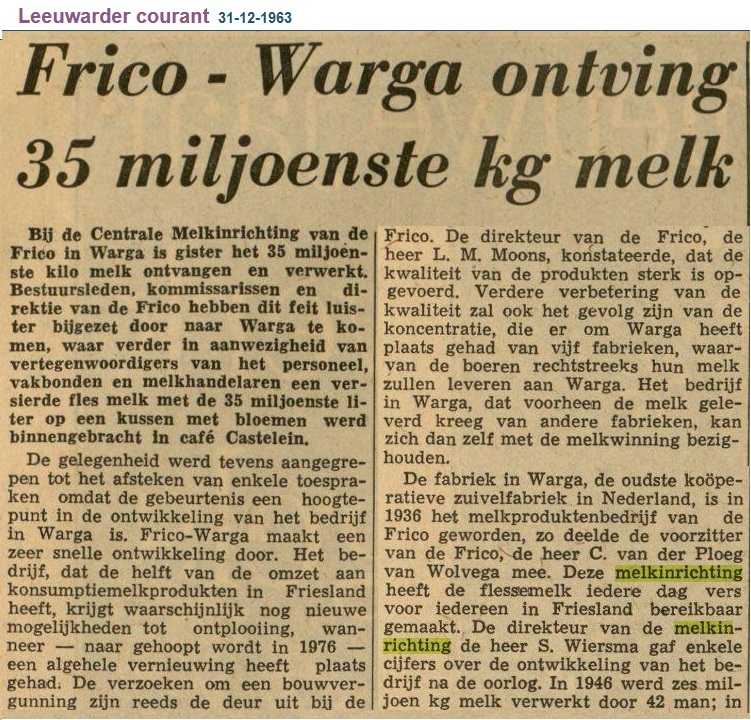 Leeuwarder courant 31-12-1963
Frico - Warga ontving
35 miljoenste kg melk
Bij de Centrale Melkinrichting van de
Frico in Warga is gister het 35 miljoen-
ste kilo melk ontvangen en verwerkt.
Bestuursleden, kommissarissen en di-
rektie van de Frico hebben dit feit luis-
ter bijgezet door naar Warga te ko-
men, waar verder in aanwezigheid van
vertegenwoordigers van het personeel,
vakbonden en melkhandelaren een ver-
sierde fles melk met de 35 miljoenste li-
ter op een kussen met bloemen werd
binnengebracht in café Castelein.
De gelegenheid werd tevens aangegre-
pen tot het afsteken van enkele toespra-
ken omdat de gebeurtenis een hoogte-
punt in de ontwikkeling van het bedrijf
in Warga is. Frico-Warga maakt een
zeer snelle ontwikkeling door. Het be-
drijf, dat de helft van de omzet aan
konsumptiemelkprodukten in Friesland
heeft, krijgt waarschijnlijk nog nieuwe
mogelijkheden tot ontplooiing, wan-
neer — naar gehoopt wordt in 1976 —
een algehele vernieuwing heeft plaats
gehad. De verzoeken om een bouwver-
gunning zijn reeds de deur uit bij de
Frico. De direkteur van de Frico, de
heer L. M. Moons, konstateerde, dat de
kwaliteit van de produkten sterk is op-
gevoerd. Verdere verbetering van de
kwaliteit zal ook het gevolg zijn van de
koncentratie, die er om Warga heeft
plaats gehad van vijf fabrieken, waar-
van de boeren rechtstreeks hun melk
zullen leveren aan Warga. Het bedrijf
in Warga, dat voorheen de melk gele-
verd kreeg van andere fabrieken, kan
zich dan zelf met de melkwinning bezig-
houden.
De fabriek in Warga, de oudste koöpe-
ratieve zuivelfabriek in Nederland, is in
1936 het melkproduktenbedrijf van de
Frico geworden, zo deelde de voorzitter
van de Frico, de heer C. van der Ploeg
van Wolvega mee. Deze melkinrichting
heeft de flessemelk iedere dag vers
voor iedereen in Friesland bereikbaar
gemaakt. De direkteur van de melkin-
richting de heer S. Wiersma gaf enkele
cijfers over de ontwikkeling van het be-
drijf na de oorlog. In 1946 werd zes mil-
joen kg melk verwerkt door 42 man; in